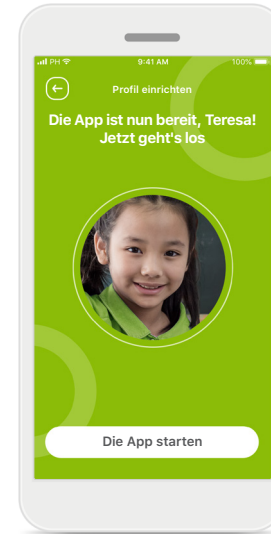 PH 9:41 AM 100%
Profil einrichten
Die App ist nun bereit, Teresa!
Jetzt geht's los
Die App starten